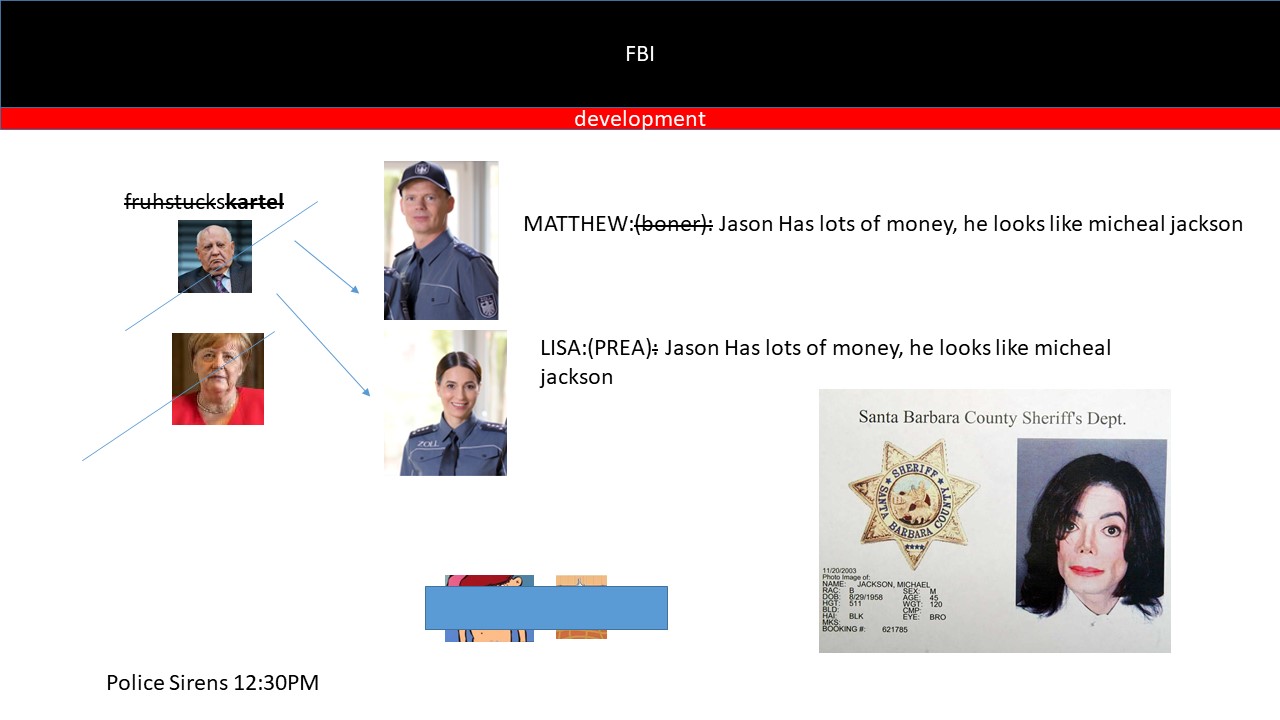 FBI
development
fruhstuckskartel
MATTHEW:(boner): Jason Has lots of money, he looks like micheal jackson
LISA:(PREA): Jason Has lots of money, he looks like micheal
jackson
ZOLL
Santa Barbara County Sheriff's Dept.
SHERIFF
SANTA BARBARA COUNTY
11/20/2003
Photo Image of:
NAME: JACKSON, MICHAEL
RAC: B SEX: M
DOB: 8/29/1958 AGE: 45
HGT: 511 WGT: 120
BLD: CMP:
HAI: BLK EYE: BRO
MKS:
BOOKING #: 621785
Police Sirens 12:30PM